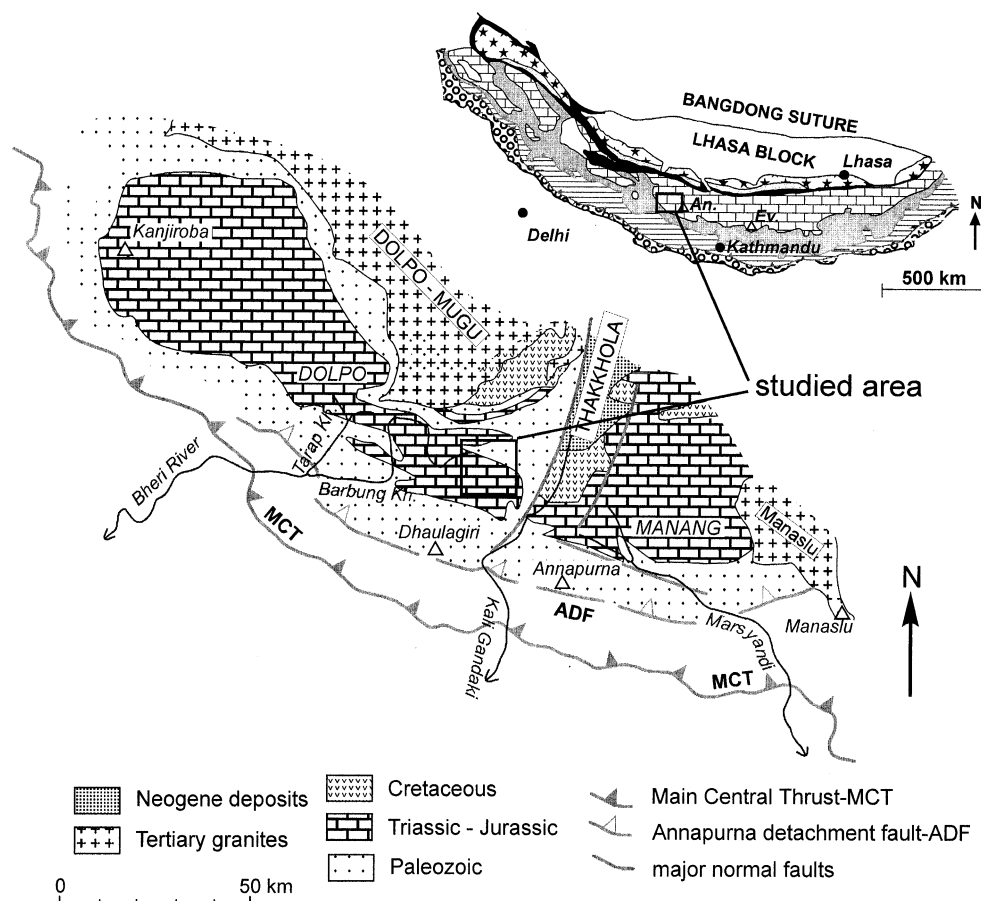 BANGDONG SUTURE
LHASA BLOCK
Lhasa
An.
Ev.
Delhi
Kathmandu
N
500 km
Kanjiroba
DOLPO - MUGU
THAKKHOLA
studied area
DOLPO
Tarap Kh.
Bheri River
Barbung Kh.
MCT
Dhaulagiri
MANANG
Manaslu
Annapurna
ADF
N
Kali Gandaki
Marsyandi
Manaslu
MCT
Neogene deposits
Tertiary granites
Cretaceous
Triassic - Jurassic
Paleozoic
Main Central Thrust-MCT
Annapurna detachment fault-ADF
major normal faults
0
50 km